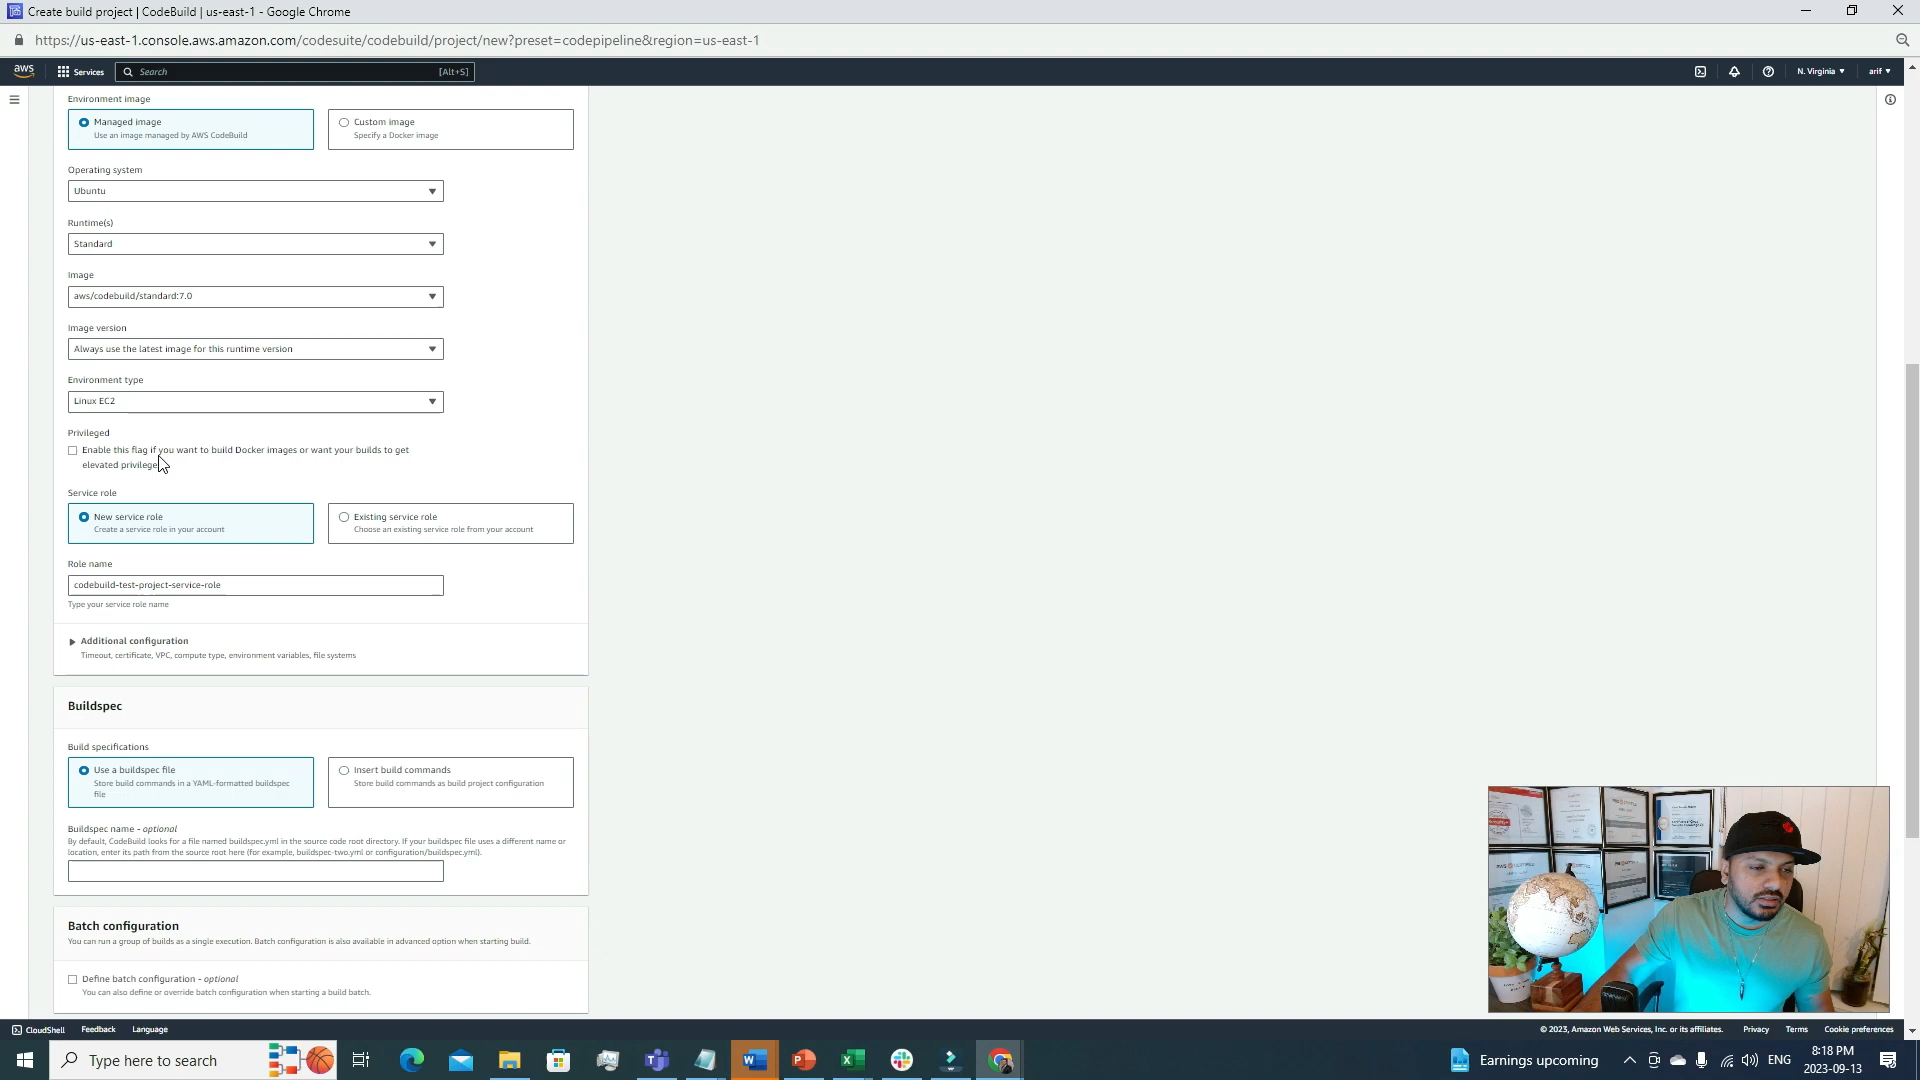 Create build project | CodeBuild | us-east-1 - Google Chrome
https://us-east-1.console.aws.amazon.com/codesuite/codebuild/project/new?preset=codepipeline&region=us-east-1
aws Services Search [Alt+S] N. Virginia arif
Environment image
Managed image
Use an image managed by AWS CodeBuild
Custom image
Specify a Docker image
Operating system
Ubuntu
Runtime(s)
Standard
Image
aws/codebuild/standard:7.0
Image version
Always use the latest image for this runtime version
Environment type
Linux EC2
Privileged
Enable this flag if you want to build Docker images or want your builds to get
elevated privilege
Service role
New service role
Create a service role in your account
Existing service role
Choose an existing service role from your account
Role name
codebuild-test-project-service-role
Type your service role name
Additional configuration
Timeout, certificate, VPC, compute type, environment variables, file systems
Buildspec
Build specifications
Use a buildspec file
Store build commands in a YAML-formatted buildspec
file
Insert build commands
Store build commands as build project configuration
Buildspec name - optional
By default, CodeBuild looks for a file named buildspec.yml in the source code root directory. If your buildspec file uses a different name or
location, enter its path from the source root here (for example, buildspec-two.yml or configuration/buildspec.yml).
Batch configuration
You can run a group of builds as a single execution. Batch configuration is also available in advanced option when starting build.
Define batch configuration - optional
You can also define or override batch configuration when starting a build batch.
CloudShell Feedback Language © 2023, Amazon Web Services, Inc. or its affiliates. Privacy Terms Cookie preferences
Type here to search Earnings upcoming ENG 8:18 PM
2023-09-13